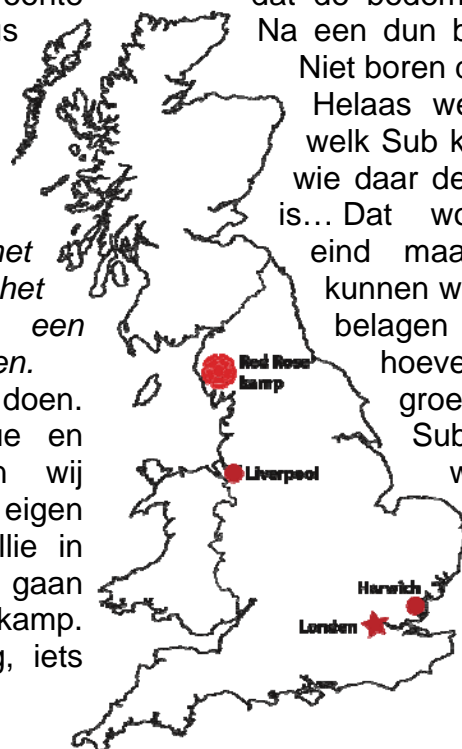 us
het
een
en.
doen.
ue en
n wij
eigen
llie in
gaan
kamp.
g, iets
dat de bodem
Na een dun b
Niet boren
Helaas we
welk Sub k
wie daar de
is… Dat wo
eind maa
kunnen w
belagen
hoeve
groe
Sub
w
Red Rose
kamp
Liverpool
Harwich
Londen